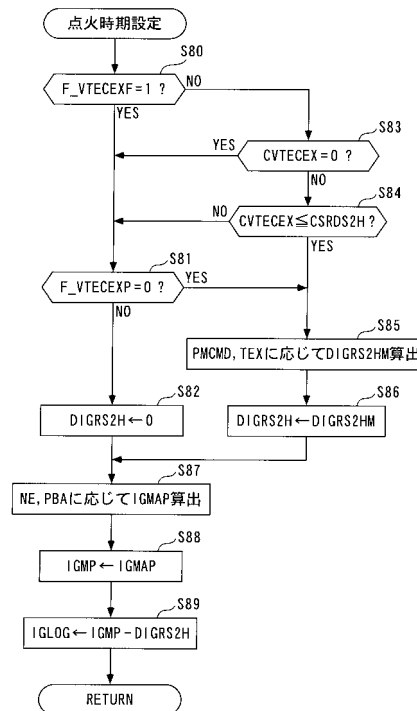 点火時期設定
S80
F_VTECEXF=1 ?
NO
YES
S83
YES
CVTECEX=0 ?
NO
S84
NO
CVTECEX≦CSRDS2H ?
YES
S81
F_VTECEXP=0 ?
YES
NO
S85
PMCMD, TEXに応じてDIGRS2HM算出
S82
DIGRS2H←0
S86
DIGRS2H←DIGRS2HM
S87
NE, PBAに応じてIGMAP算出
S88
IGMP←IGMAP
S89
IGLOG←IGMP-DIGRS2H
RETURN